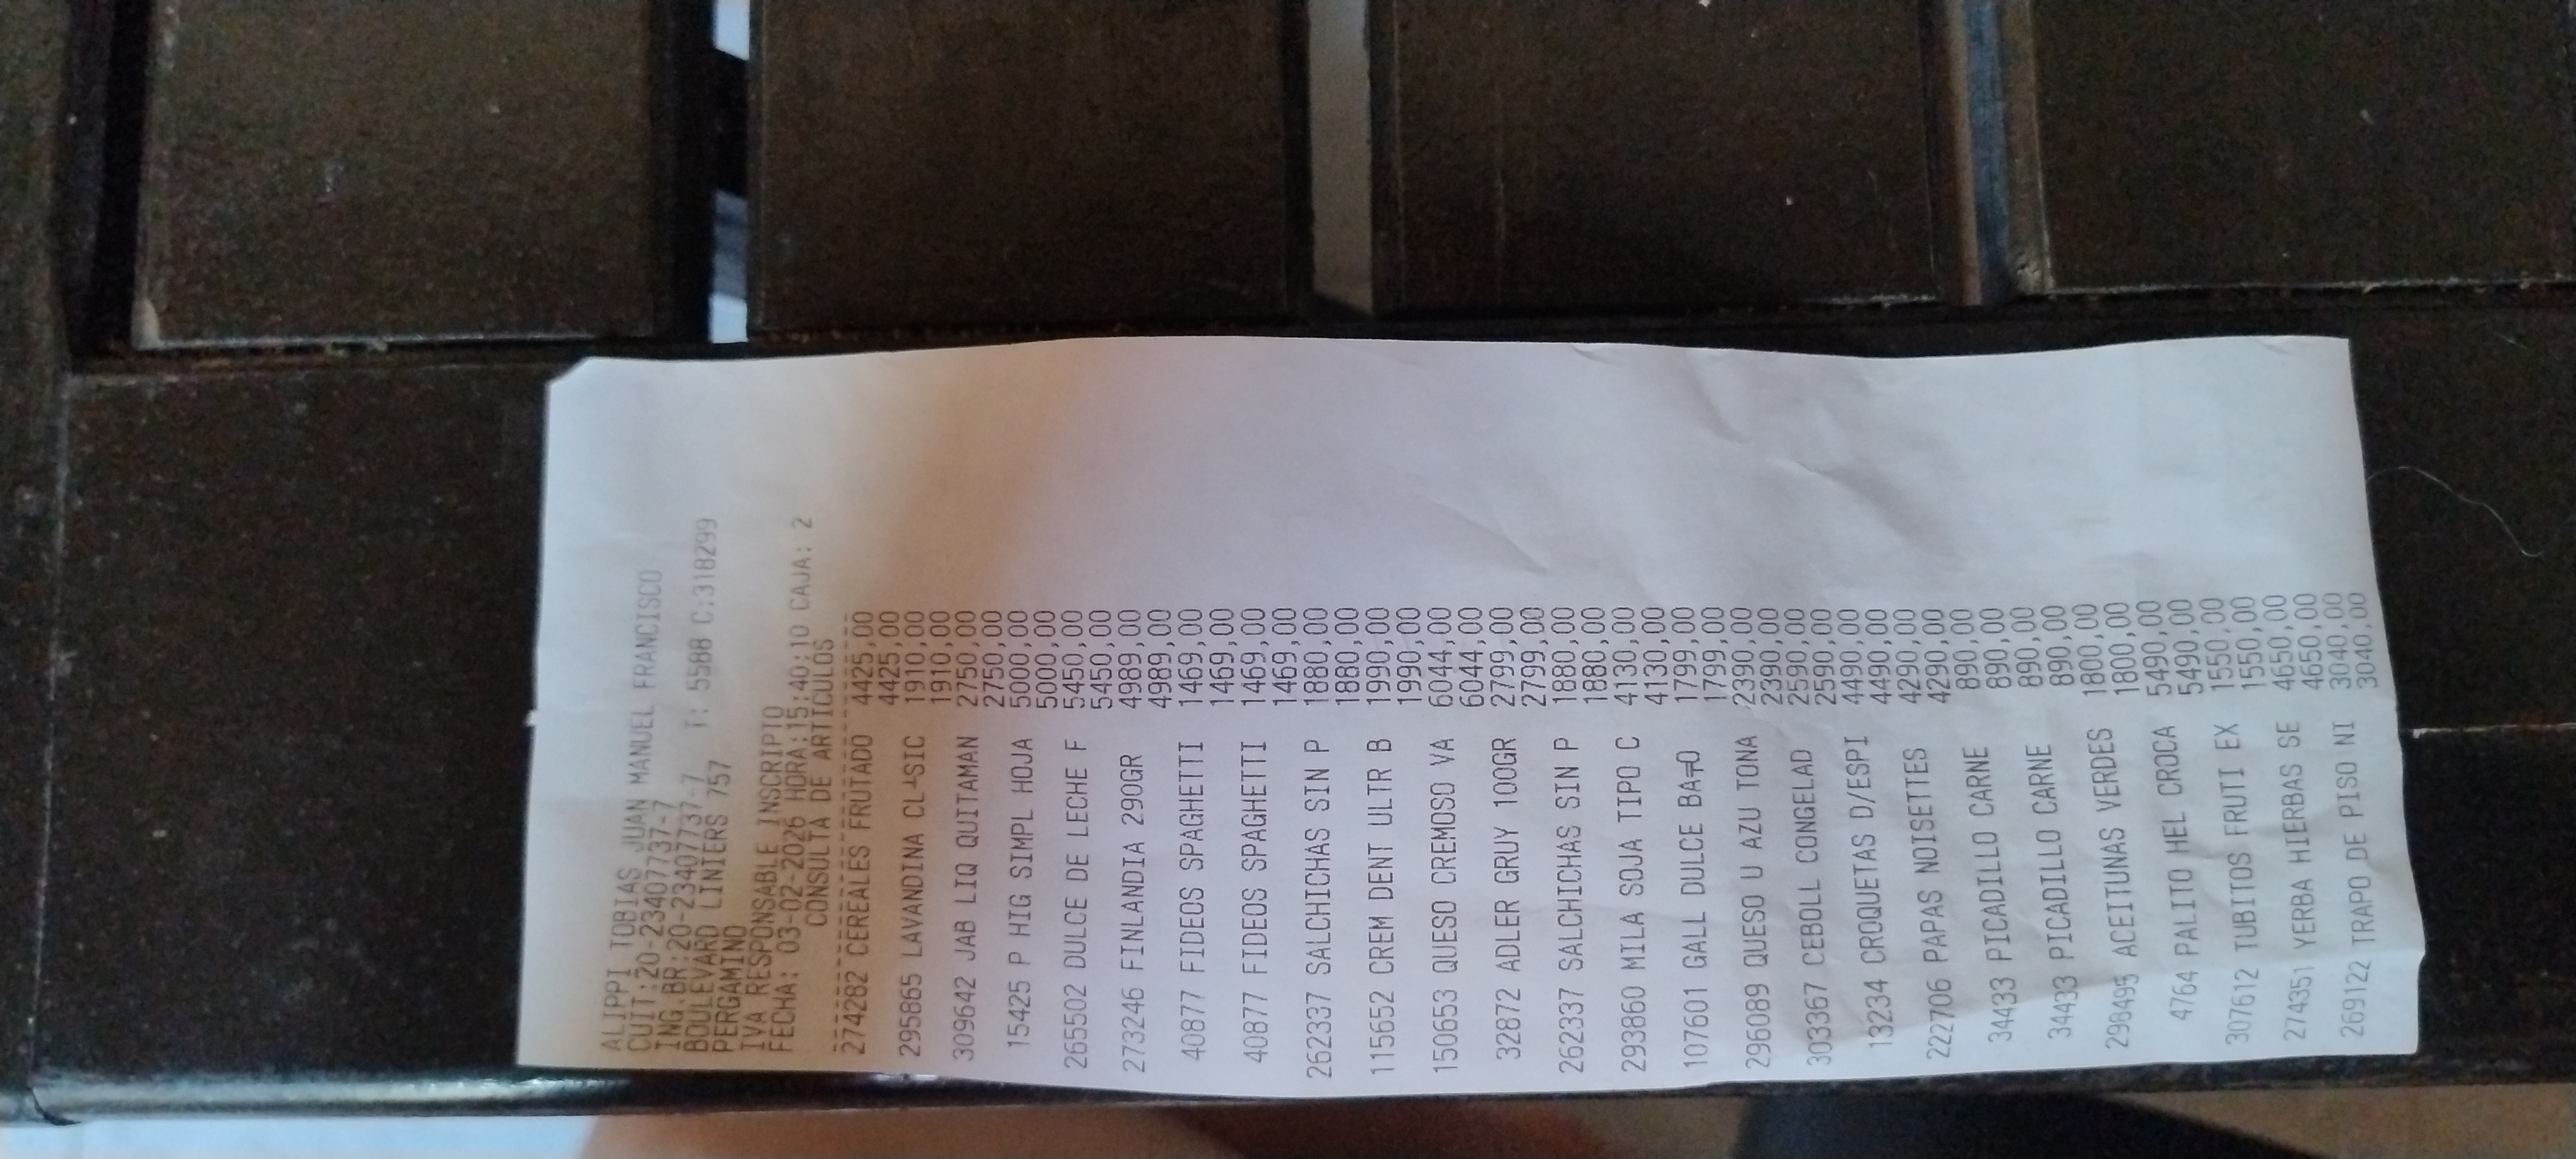 ALIPPI TOBIAS JUAN MANUEL FRANCISCO
CUIT:20-23407737-7
ING.BR:20-23407737-7 T: 5588 C:318299
BOULEVARD LINIERS 757
PERGAMINO
IVA RESPONSABLE INSCRIPTO
FECHA: 03-02-2026 HORA:15:40:10 CAJA: 2
CONSULTA DE ARTICULOS
274282 CEREALES FRUTADO 4425,00
4425,00
295865 LAVANDINA CL┴SIC 1910,00
1910,00
309642 JAB LIQ QUITAMAN 2750,00
2750,00
15425 P HIG SIMPL HOJA 5000,00
5000,00
265502 DULCE DE LECHE F 5450,00
5450,00
273246 FINLANDIA 290GR 4989,00
4989,00
40877 FIDEOS SPAGHETTI 1469,00
1469,00
40877 FIDEOS SPAGHETTI 1469,00
1469,00
262337 SALCHICHAS SIN P 1880,00
1880,00
115652 CREM DENT ULTR B 1990,00
1990,00
150653 QUESO CREMOSO VA 6044,00
6044,00
32872 ADLER GRUY 100GR 2799,00
2799,00
262337 SALCHICHAS SIN P 1880,00
1880,00
293860 MILA SOJA TIPO C 4130,00
4130,00
107601 GALL DULCE BA╤O 1799,00
1799,00
296089 QUESO U AZU TONA 2390,00
2390,00
303367 CEBOLL CONGELAD 2590,00
2590,00
13234 CROQUETAS D/ESPI 4490,00
4490,00
222706 PAPAS NOISETTES 4290,00
4290,00
34433 PICADILLO CARNE 890,00
890,00
34433 PICADILLO CARNE 890,00
890,00
298495 ACEITUNAS VERDES 1800,00
1800,00
4764 PALITO HEL CROCA 5490,00
5490,00
307612 TUBITOS FRUTI EX 1550,00
1550,00
274351 YERBA HIERBAS SE 4650,00
4650,00
269122 TRAPO DE PISO NI 3040,00
3040,00